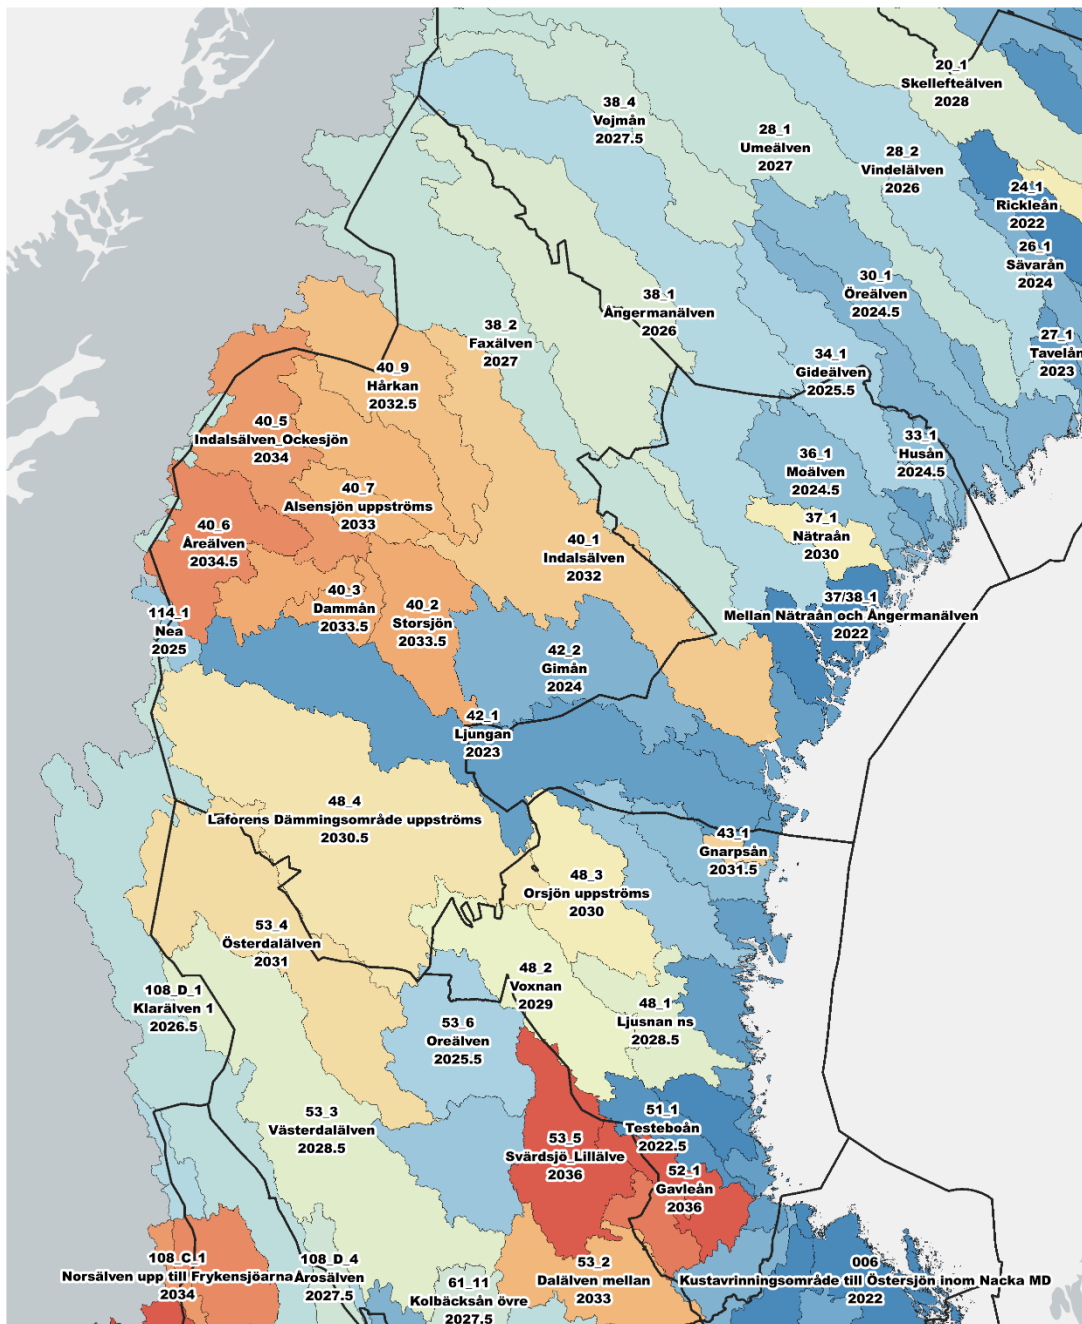 20_1
Skellefteälven
2028
38_4
Vojmån
2027.5
28_1
Umeälven
2027
28_2
Vindelälven
2026
24_1
Rickleån
2022
26_1
Sävarån
2024
30_1
Öreälven
2024.5
38_1
Ångermanälven
2026
38_2
Faxälven
2027
27_1
Tavelån
2023
34_1
Gideälven
2025.5
40_9
Hårkan
2032.5
40_5
Indalsälven_Ockesjön
2034
33_1
Husån
2024.5
36_1
Moälven
2024.5
40_7
Alsensjön uppströms
2033
40_6
Åreälven
2034.5
37_1
Nätraån
2030
40_1
Indalsälven
2032
40_3
Dammån
2033.5
40_2
Storsjön
2033.5
37/38_1
Mellan Nätraån och Ångermanälven
2022
114_1
Nea
2025
42_2
Gimån
2024
42_1
Ljungan
2023
48_4
Laforens Dämmingsområde uppströms
2030.5
43_1
Gnarpsån
2031.5
48_3
Orsjön uppströms
2030
53_4
Österdalälven
2031
48_2
Voxnan
2029
108_D_1
Klarälven 1
2026.5
48_1
Ljusnan ns
2028.5
53_6
Oreälven
2025.5
53_3
Västerdalälven
2028.5
51_1
Testeboån
2022.5
53_5
Svärdsjö_Lillälve
2036
52_1
Gavleån
2036
108_C_1
Norsälven upp till Frykensjöarna
2034
108_D_4
Årosälven
2027.5
53_2
Dalälven mellan
2033
61_11
Kolbäcksån övre
2027.5
006
Kustavrinningsområde till Östersjön inom Nacka MD
2022